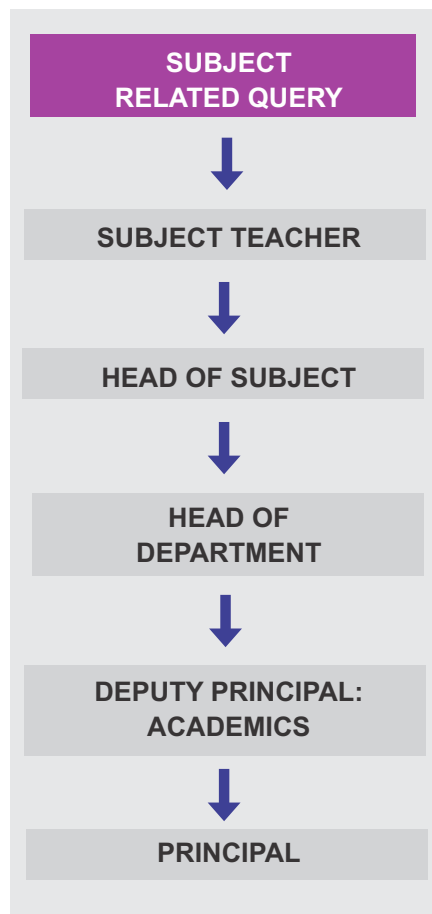 SUBJECT
RELATED QUERY
SUBJECT TEACHER
HEAD OF SUBJECT
HEAD OF
DEPARTMENT
DEPUTY PRINCIPAL:
ACADEMICS
PRINCIPAL